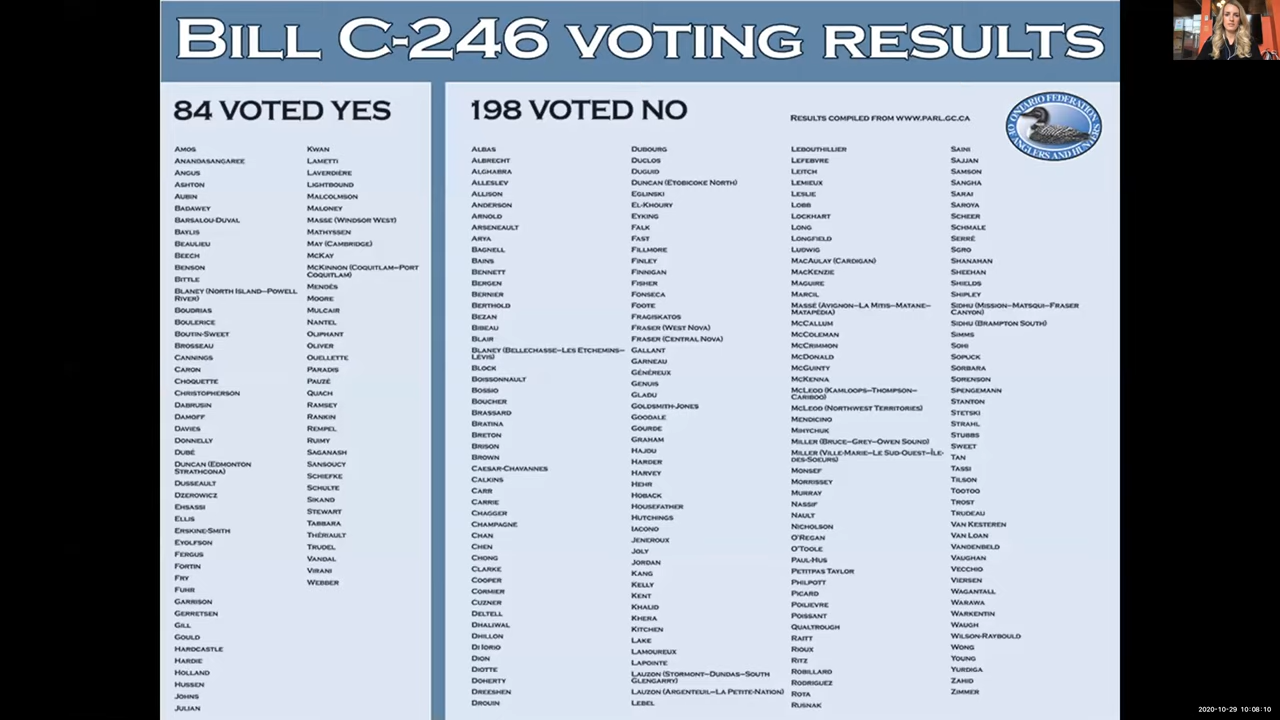 BILL C-246 VOTING RESULTS
84 VOTED YES
AMOS
ANANDASANGAREE
ANGUS
ASHTON
AUBIN
BADAWEY
BARSALOU-DUVAL
BAYLIS
BEAULIEU
BEECH
BENSON
BITTLE
BLANEY (NORTH ISLAND—POWELL
RIVER)
BOUDRIAS
BOULERICE
BOUTIN-SWEET
BROSSEAU
CANNINGS
CARON
CHOQUETTE
CHRISTOPHERSON
DABRUSIN
DAMOFF
DAVIES
DONNELLY
DUBÉ
DUNCAN (EDMONTON
STRATHCONA)
DUSSEAULT
DZEROWICZ
EHSASSI
ELLIS
ERSKINE-SMITH
EYOLFSON
FERGUS
FORTIN
FRY
FUHR
GARRISON
GERRETSEN
GILL
GOULD
HARDCASTLE
HARDIE
HOLLAND
HUSSEN
JOHNS
JULIAN
KWAN
LAMETTI
LAVERDIÈRE
LIGHTBOUND
MALCOLMSON
MALONEY
MASSE (WINDSOR WEST)
MATHYSSEN
MAY (CAMBRIDGE)
MCKAY
MCKINNON (COQUITLAM—PORT
COQUITLAM)
MENDÈS
MOORE
MULCAIR
NANTEL
OLIPHANT
OLIVER
OUELLETTE
PARADIS
PAUZÉ
QUACH
RAMSEY
RANKIN
REMPEL
RUIMY
SAGANASH
SANSOUCY
SCHIEFKE
SCHULTE
SIKAND
STEWART
TABBARA
THÉRIAULT
TRUDEL
VANDAL
VIRANI
WEBBER
198 VOTED NO
RESULTS COMPILED FROM WWW.PARL.GC.CA
ONTARIO FEDERATION
OF ANGLERS AND HUNTERS
ALBAS
ALBRECHT
ALGHABRA
ALLESLEV
ALLISON
ANDERSON
ARNOLD
ARSENEAULT
ARYA
BAGNELL
BAINS
BENNETT
BERGEN
BERNIER
BERTHOLD
BEZAN
BIBEAU
BLAIR
BLANEY (BELLECHASSE—LES ETCHEMINS—
LÉVIS)
BLOCK
BOISSONNAULT
BOSSIO
BOUCHER
BRASSARD
BRATINA
BRETON
BRISON
BROWN
CAESAR-CHAVANNES
CALKINS
CARR
CARRIE
CHAGGER
CHAMPAGNE
CHAN
CHEN
CHONG
CLARKE
COOPER
CORMIER
CUZNER
DELTELL
DHALIWAL
DHILLON
DI IORIO
DION
DIOTTE
DOHERTY
DREESHEN
DROUIN
DUBOURG
DUCLOS
DUGUID
DUNCAN (ETOBICOKE NORTH)
EGLINSKI
EL-KHOURY
EYKING
FALK
FAST
FILLMORE
FINLEY
FINNIGAN
FISHER
FONSECA
FOOTE
FRAGISKATOS
FRASER (WEST NOVA)
FRASER (CENTRAL NOVA)
GALLANT
GARNEAU
GÉNÉREUX
GENUIS
GLADU
GOLDSMITH-JONES
GOODALE
GOURDE
GRAHAM
HAJDU
HARDER
HARVEY
HEHR
HOBACK
HOUSEFATHER
HUTCHINGS
IACONO
JENEROUX
JOLY
JORDAN
KANG
KELLY
KENT
KHALID
KHERA
KITCHEN
LAKE
LAMOUREUX
LAPOINTE
LAUZON (STORMONT—DUNDAS—SOUTH
GLENGARRY)
LAUZON (ARGENTEUIL—LA PETITE-NATION)
LEBEL
LEBOUTHILLIER
LEFEBVRE
LEITCH
LEMIEUX
LESLIE
LOBB
LOCKHART
LONG
LONGFIELD
LUDWIG
MACAULAY (CARDIGAN)
MACKENZIE
MAGUIRE
MARCIL
MASSÉ (AVIGNON—LA MITIS—MATANE—
MATAPÉDIA)
MCCALLUM
MCCOLEMAN
MCCRIMMON
MCDONALD
MCGUINTY
MCKENNA
MCLEOD (KAMLOOPS—THOMPSON—
CARIBOO)
MCLEOD (NORTHWEST TERRITORIES)
MENDICINO
MIHYCHUK
MILLER (BRUCE—GREY—OWEN SOUND)
MILLER (VILLE-MARIE—LE SUD-OUEST—ÎLE-
DES-SOEURS)
MONSEF
MORRISSEY
MURRAY
NASSIF
NAULT
NICHOLSON
O'REGAN
O'TOOLE
PAUL-HUS
PETITPAS TAYLOR
PHILPOTT
PICARD
POILIEVRE
POISSANT
QUALTROUGH
RAITT
RIOUX
RITZ
ROBILLARD
RODRIGUEZ
ROTA
RUSNAK
SAINI
SAJJAN
SAMSON
SANGHA
SARAI
SAROYA
SCHEER
SCHMALE
SERRÉ
SGRO
SHANAHAN
SHEEHAN
SHIELDS
SHIPLEY
SIDHU (MISSION—MATSQUI—FRASER
CANYON)
SIDHU (BRAMPTON SOUTH)
SIMMS
SOHI
SOPUCK
SORBARA
SORENSON
SPENGEMANN
STANTON
STETSKI
STRAHL
STUBBS
SWEET
TAN
TASSI
TILSON
TOOTOO
TROST
TRUDEAU
VAN KESTEREN
VAN LOAN
VANDENBELD
VAUGHAN
VECCHIO
VIERSEN
WAGANTALL
WARAWA
WARKENTIN
WAUGH
WILSON-RAYBOULD
WONG
YOUNG
YURDIGA
ZAHID
ZIMMER
2020-10-29 10:08:10